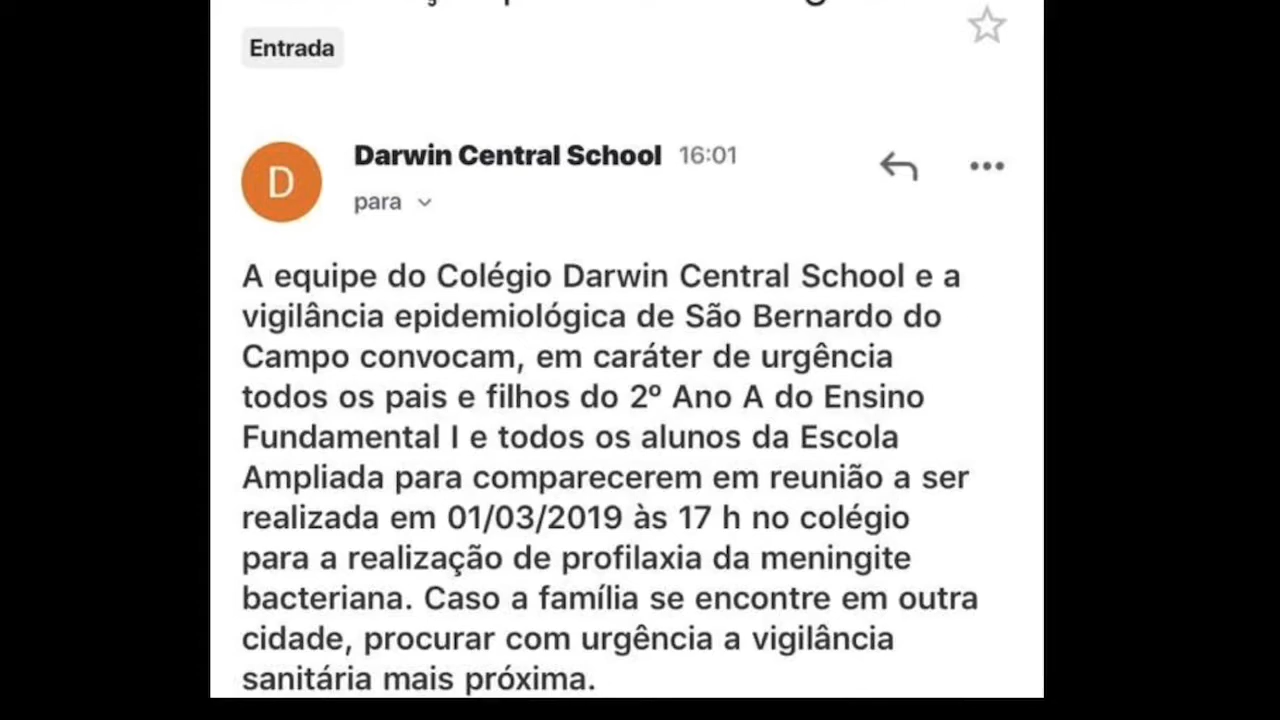 Entrada
D
Darwin Central School 16:01
para
A equipe do Colégio Darwin Central School e a
vigilância epidemiológica de São Bernardo do
Campo convocam, em caráter de urgência
todos os pais e filhos do 2º Ano A do Ensino
Fundamental I e todos os alunos da Escola
Ampliada para comparecerem em reunião a ser
realizada em 01/03/2019 às 17 h no colégio
para a realização de profilaxia da meningite
bacteriana. Caso a família se encontre em outra
cidade, procurar com urgência a vigilância
sanitária mais próxima.